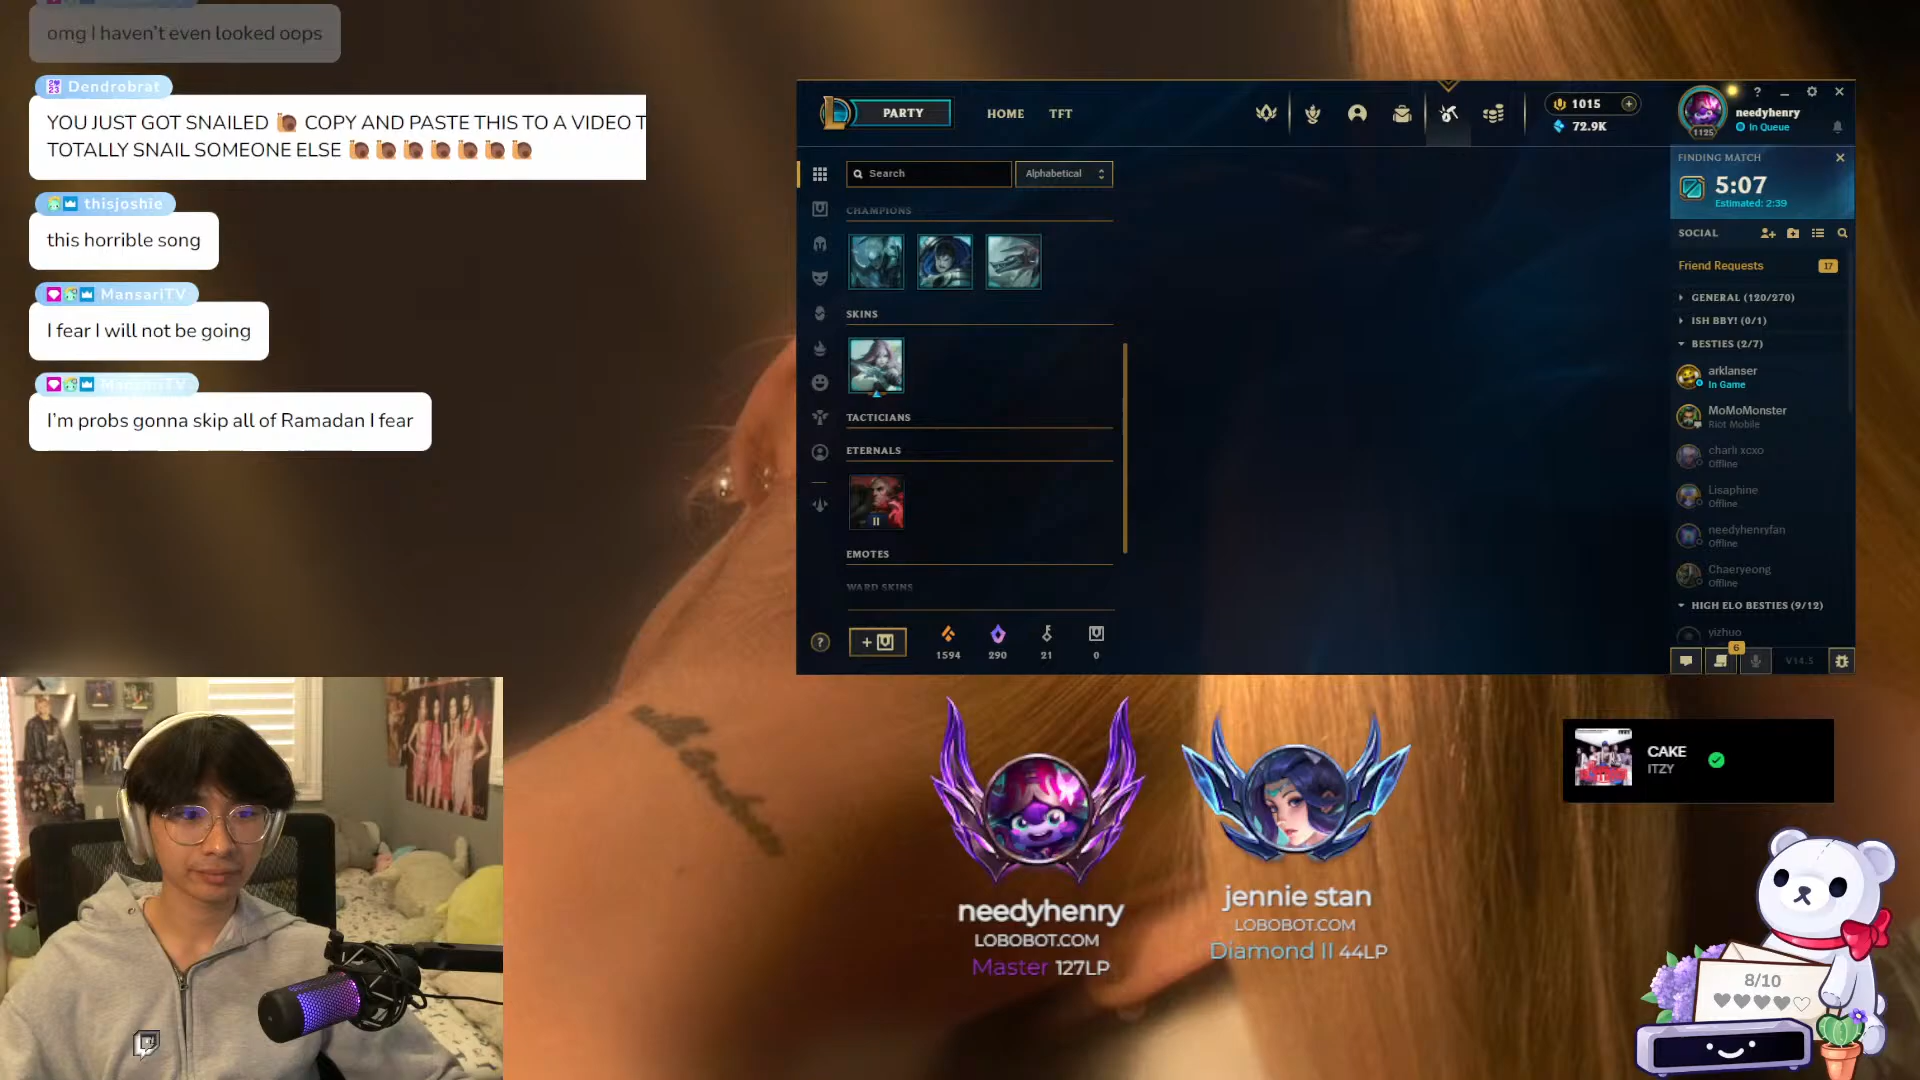 omg I haven't even looked oops
Dendrobrat
YOU JUST GOT SNAILED 🐌 COPY AND PASTE THIS TO A VIDEO T
TOTALLY SNAIL SOMEONE ELSE 🐌 🐌 🐌 🐌 🐌 🐌 🐌
thisjoshie
this horrible song
MansariTV
I fear I will not be going
MansariTV
I'm probs gonna skip all of Ramadan I fear
PARTY
HOME
TFT
1015
72.9K
1125
needyhenry
In Queue
Search
Alphabetical
CHAMPIONS
SKINS
TACTICIANS
ETERNALS
II
EMOTES
WARD SKINS
1594
290
21
0
FINDING MATCH
5:07
Estimated: 2:39
SOCIAL
Friend Requests
17
GENERAL (120/270)
ISH BBY! (0/1)
BESTIES (2/7)
arklanser
In Game
MoMoMonster
Riot Mobile
charli xcxo
Offline
Lisaphine
Offline
needyhenryfan
Offline
Chaeryeong
Offline
HIGH ELO BESTIES (9/12)
yizhuo
6
V14.5
needyhenry
LOBOBOT.COM
Master 127LP
jennie stan
LOBOBOT.COM
Diamond II 44LP
CAKE
ITZY
8/10